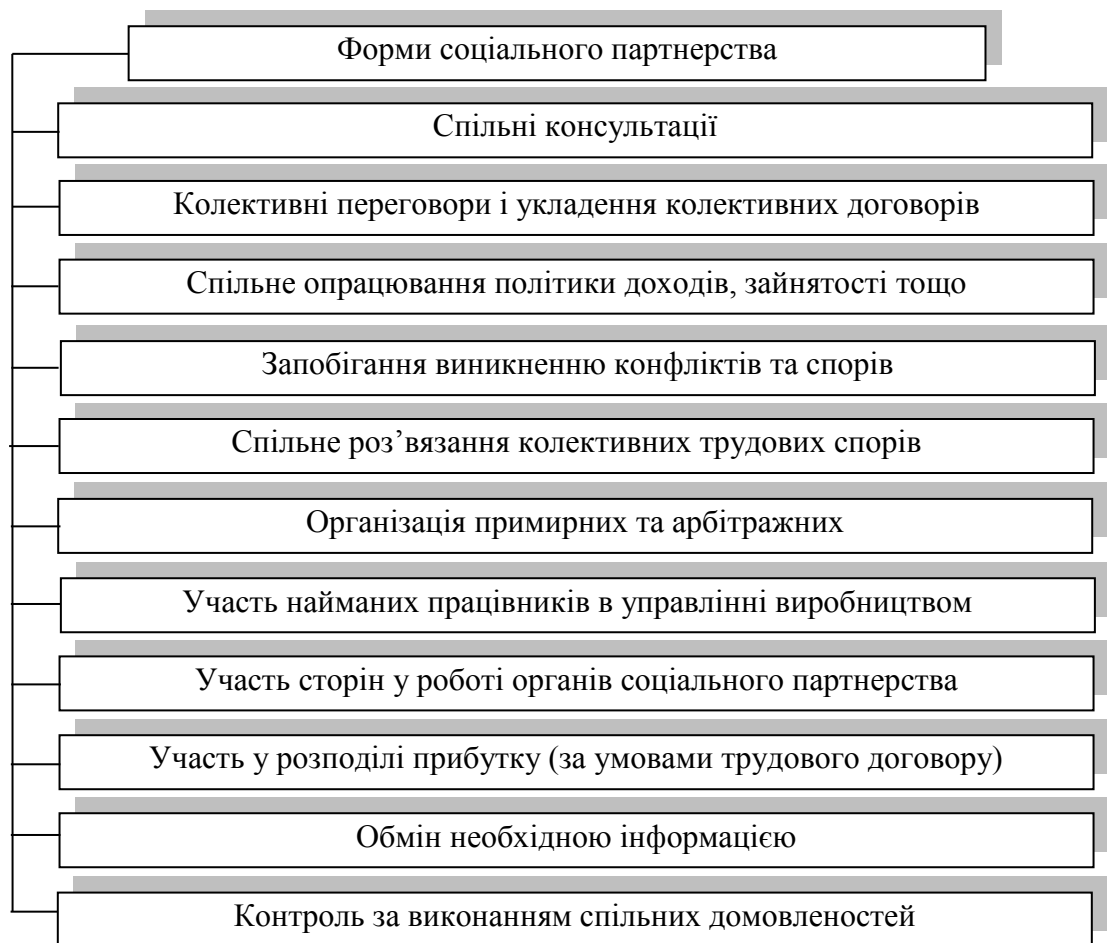 Форми соціального партнерства
Спільні консультації
Колективні переговори і укладення колективних договорів
Спільне опрацювання політики доходів, зайнятості тощо
Запобігання виникненню конфліктів та спорів
Спільне роз’вязання колективних трудових спорів
Організація примирних та арбітражних
Участь найманих працівників в управлінні виробництвом
Участь сторін у роботі органів соціального партнерства
Участь у розподілі прибутку (за умовами трудового договору)
Обмін необхідною інформацією
Контроль за виконанням спільних домовленостей